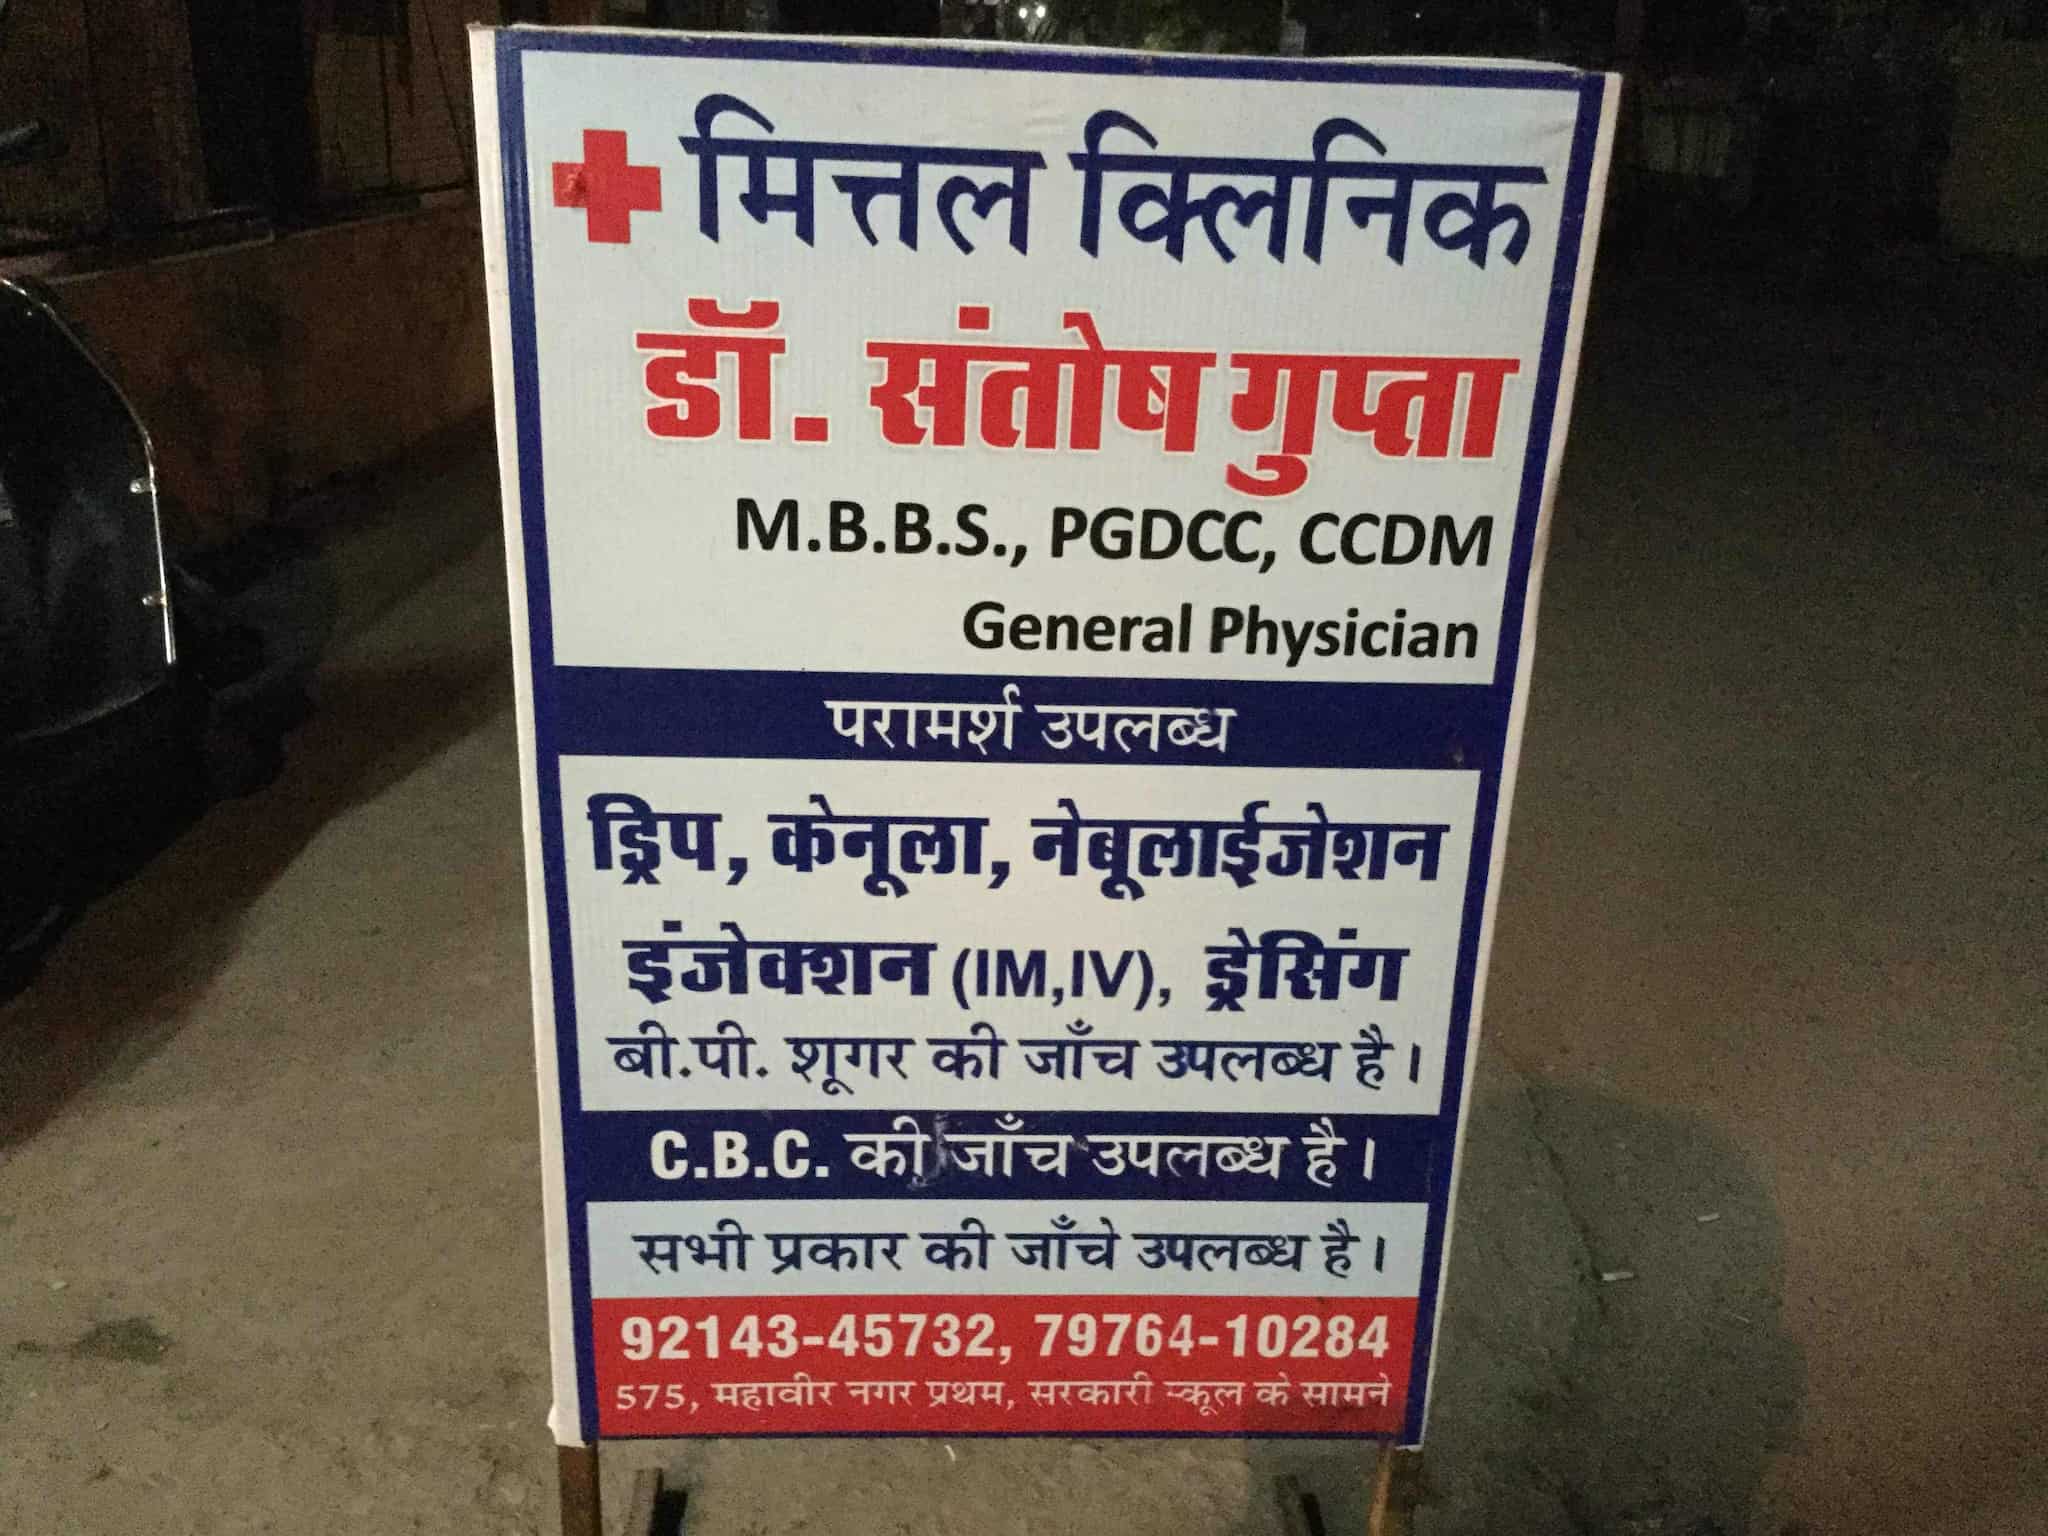 मित्तल क्लिनिक
डॉ. संतोष गुप्ता
M.B.B.S., PGDCC, CCDM
General Physician
परामर्श उपलब्ध
ड्रिप, केनूला, नेबूलाईजेशन
इंजेक्शन (IM,IV), ड्रेसिंग
बी.पी. शूगर की जाँच उपलब्ध है।
C.B.C. की जाँच उपलब्ध है।
सभी प्रकार की जाँचे उपलब्ध है।
92143-45732, 79764-10284
575, महावीर नगर प्रथम, सरकारी स्कूल के सामने